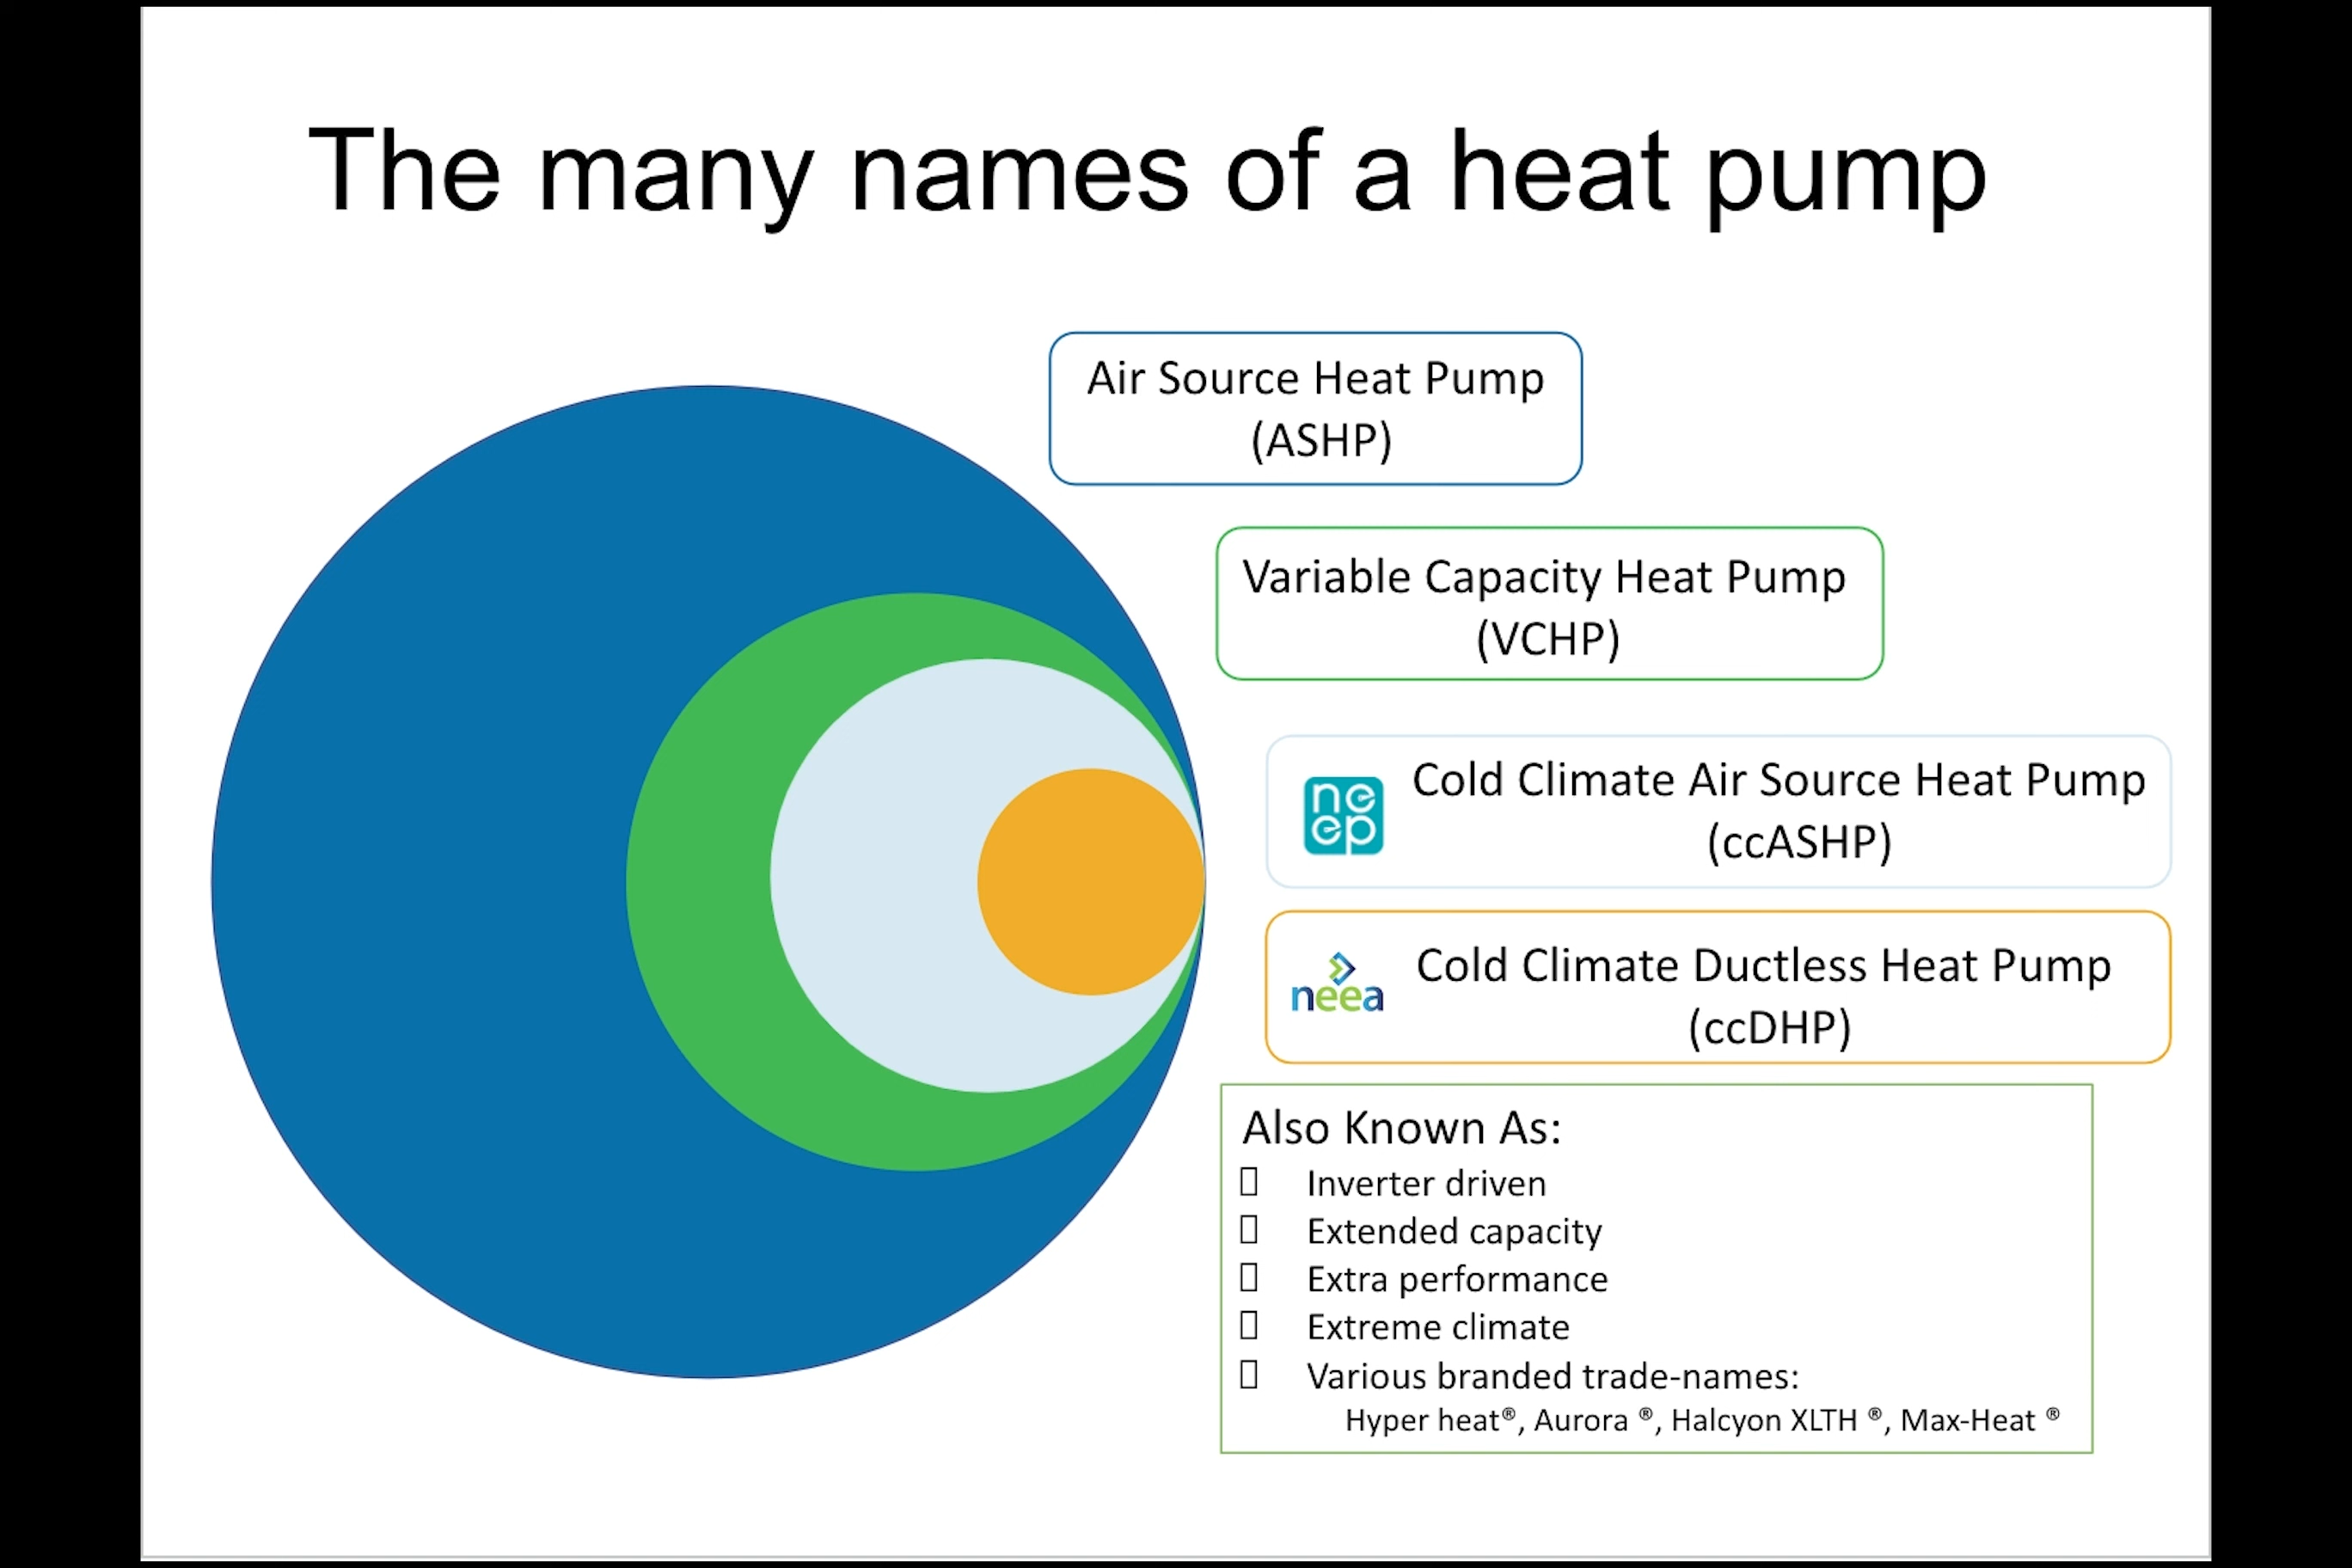 The many names of a heat pump
Air Source Heat Pump
(ASHP)
Variable Capacity Heat Pump
(VCHP)
ne
ep
Cold Climate Air Source Heat Pump
(ccASHP)
neea
Cold Climate Ductless Heat Pump
(ccDHP)
Also Known As:
Inverter driven
Extended capacity
Extra performance
Extreme climate
Various branded trade-names:
Hyper heat®, Aurora ®, Halcyon XLTH ®, Max-Heat ®